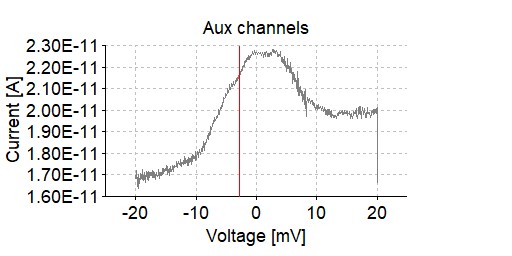 Aux channels
Current [A]
2.30E-11
2.20E-11
2.10E-11
2.00E-11
1.90E-11
1.80E-11
1.70E-11
1.60E-11
-20 -10 0 10 20
Voltage [mV]